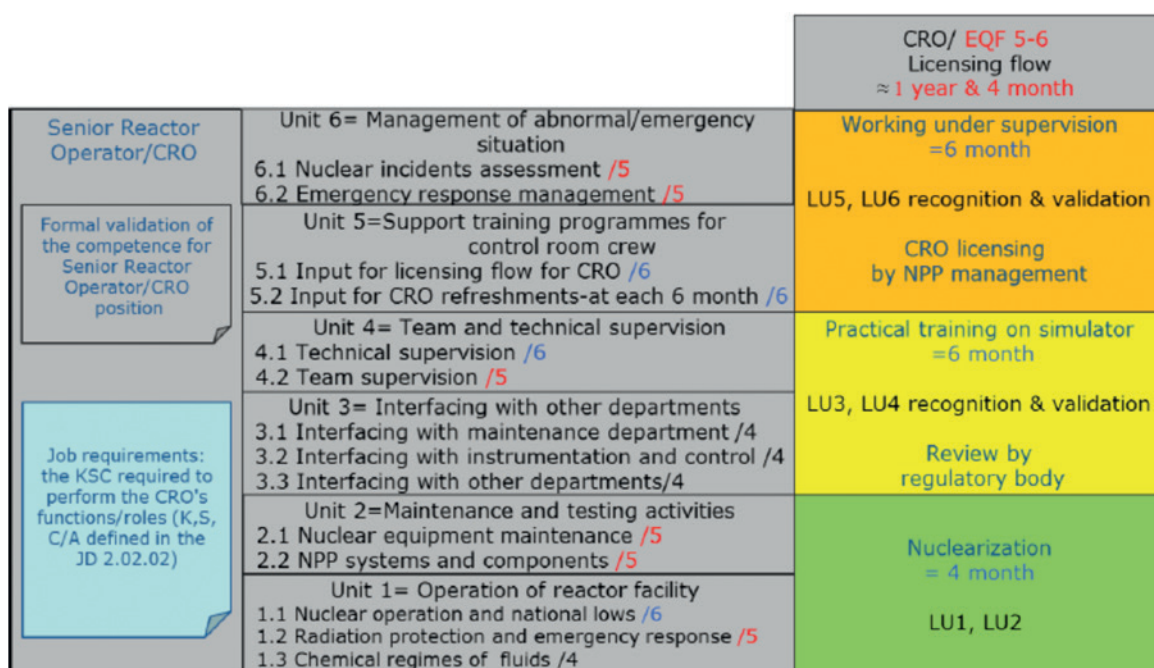 CRO/ EQF 5-6
Licensing flow
≈ 1 year & 4 month
Senior Reactor
Operator/CRO
Formal validation of
the competence for
Senior Reactor
Operator/CRO
position
Job requirements:
the KSC required to
perform the CRO's
functions/roles (K,S,
C/A defined in the
JD 2.02.02)
Unit 6= Management of abnormal/emergency
situation
6.1 Nuclear incidents assessment /5
6.2 Emergency response management /5
Unit 5=Support training programmes for
control room crew
5.1 Input for licensing flow for CRO /6
5.2 Input for CRO refreshments-at each 6 month /6
Unit 4= Team and technical supervision
4.1 Technical supervision /6
4.2 Team supervision /5
Unit 3= Interfacing with other departments
3.1 Interfacing with maintenance department /4
3.2 Interfacing with instrumentation and control /4
3.3 Interfacing with other departments/4
Unit 2=Maintenance and testing activities
2.1 Nuclear equipment maintenance /5
2.2 NPP systems and components /5
Unit 1= Operation of reactor facility
1.1 Nuclear operation and national lows /6
1.2 Radiation protection and emergency response /5
1.3 Chemical regimes of fluids /4
Working under supervision
=6 month
LU5, LU6 recognition & validation
CRO licensing
by NPP management
Practical training on simulator
=6 month
LU3, LU4 recognition & validation
Review by
regulatory body
Nuclearization
= 4 month
LU1, LU2